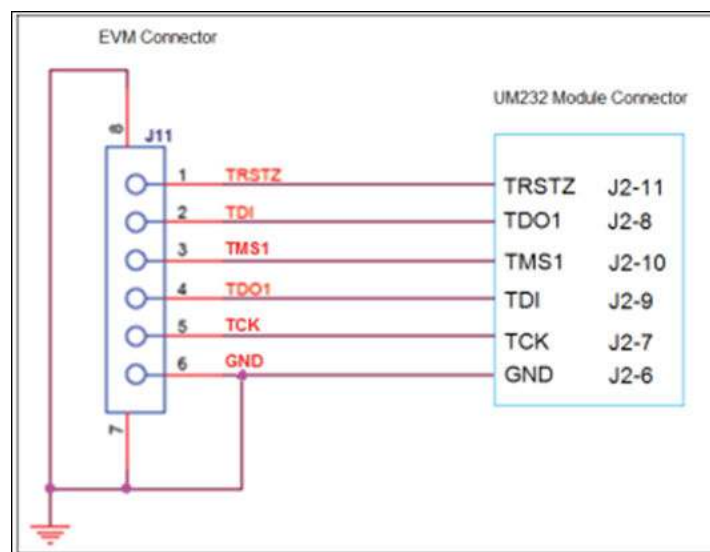 EVM Connector
UM232 Module Connector
8
J11
1 TRSTZ TRSTZ J2-11
2 TDI TDO1 J2-8
3 TMS1 TMS1 J2-10
4 TDO1 TDI J2-9
5 TCK TCK J2-7
6 GND GND J2-6
7